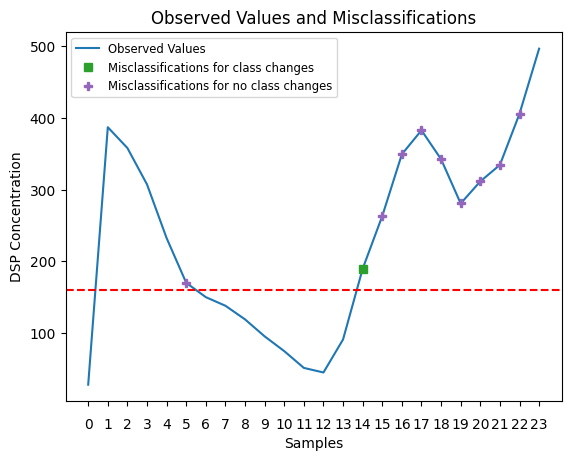 Observed Values and Misclassifications
Observed Values
Misclassifications for class changes
Misclassifications for no class changes
500
400
300
200
100
DSP Concentration
0 1 2 3 4 5 6 7 8 9 10 11 12 13 14 15 16 17 18 19 20 21 22 23
Samples